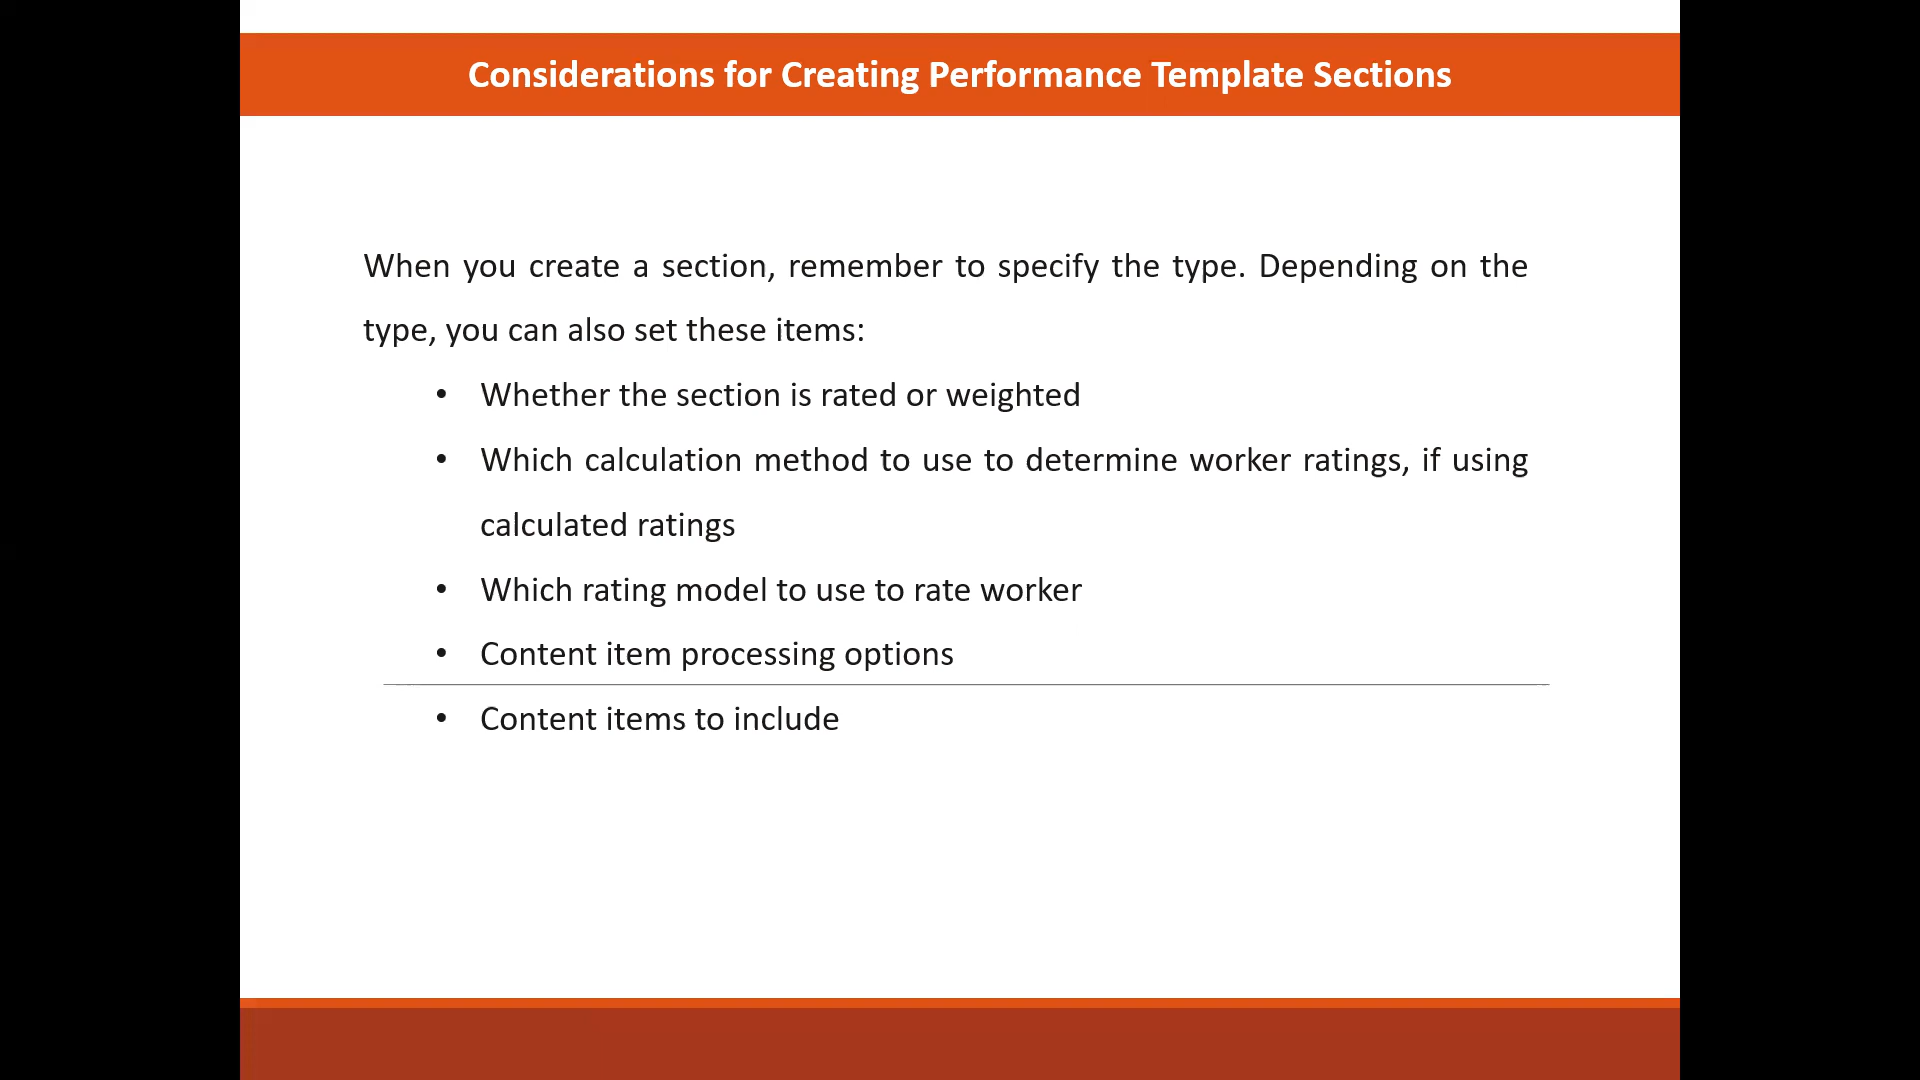 Considerations for Creating Performance Template Sections
When you create a section, remember to specify the type. Depending on the
type, you can also set these items:
• Whether the section is rated or weighted
• Which calculation method to use to determine worker ratings, if using
calculated ratings
• Which rating model to use to rate worker
• Content item processing options
• Content items to include